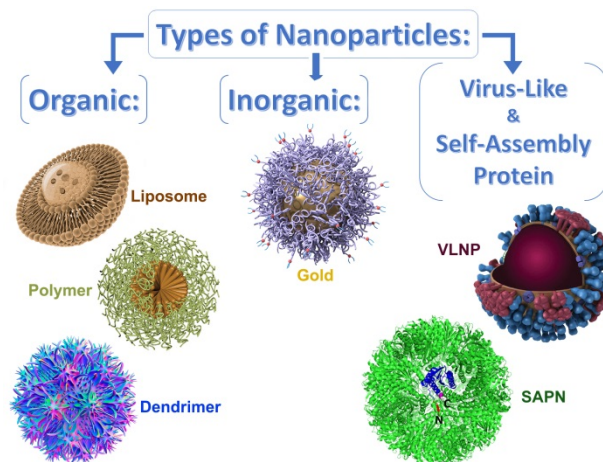 Types of Nanoparticles:
Organic:
Inorganic:
Virus-Like
&
Self-Assembly
Protein
Liposome
Polymer
Dendrimer
Gold
VLNP
SAPN
C
N